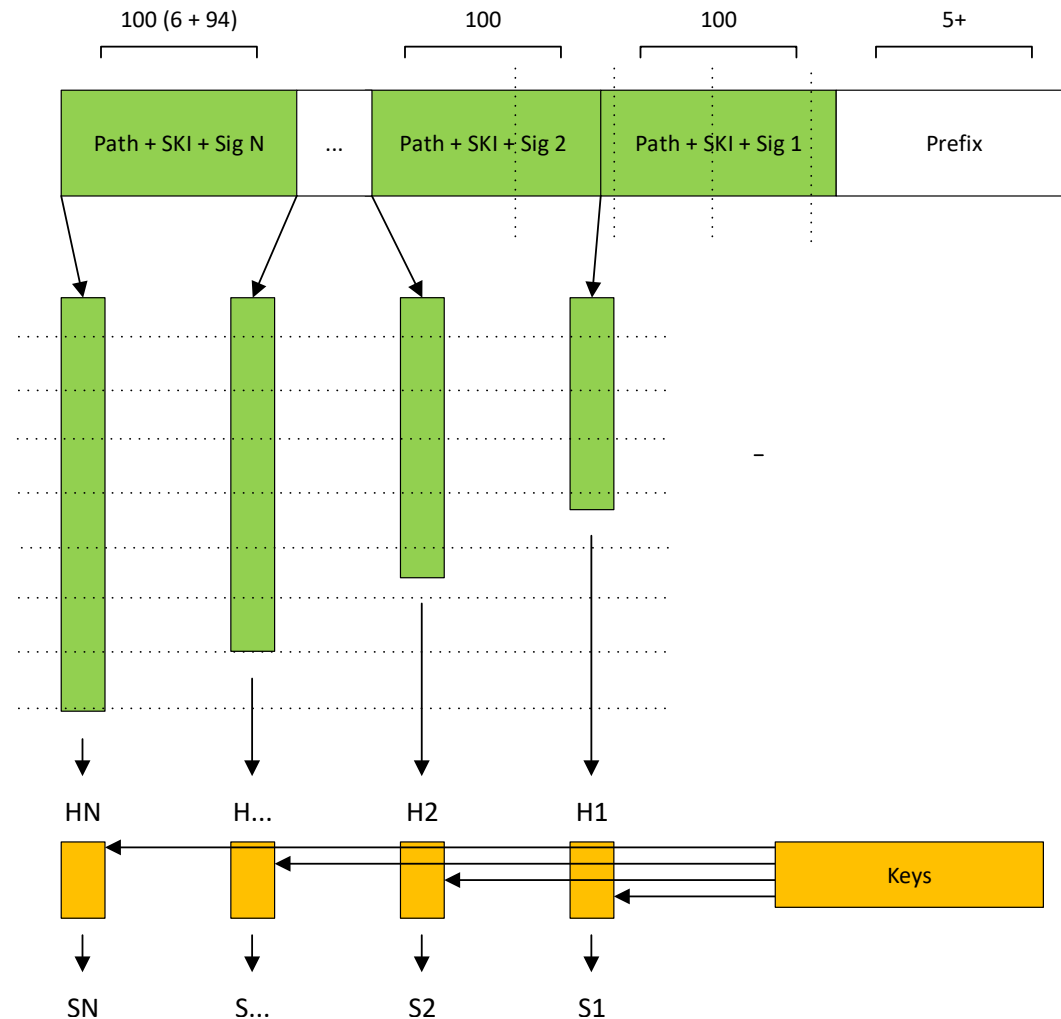 100 (6 + 94)
100
100
5+
Path + SKI + Sig N
...
Path + SKI + Sig 2
Path + SKI + Sig 1
Prefix
–
HN
H...
H2
H1
Keys
SN
S...
S2
S1